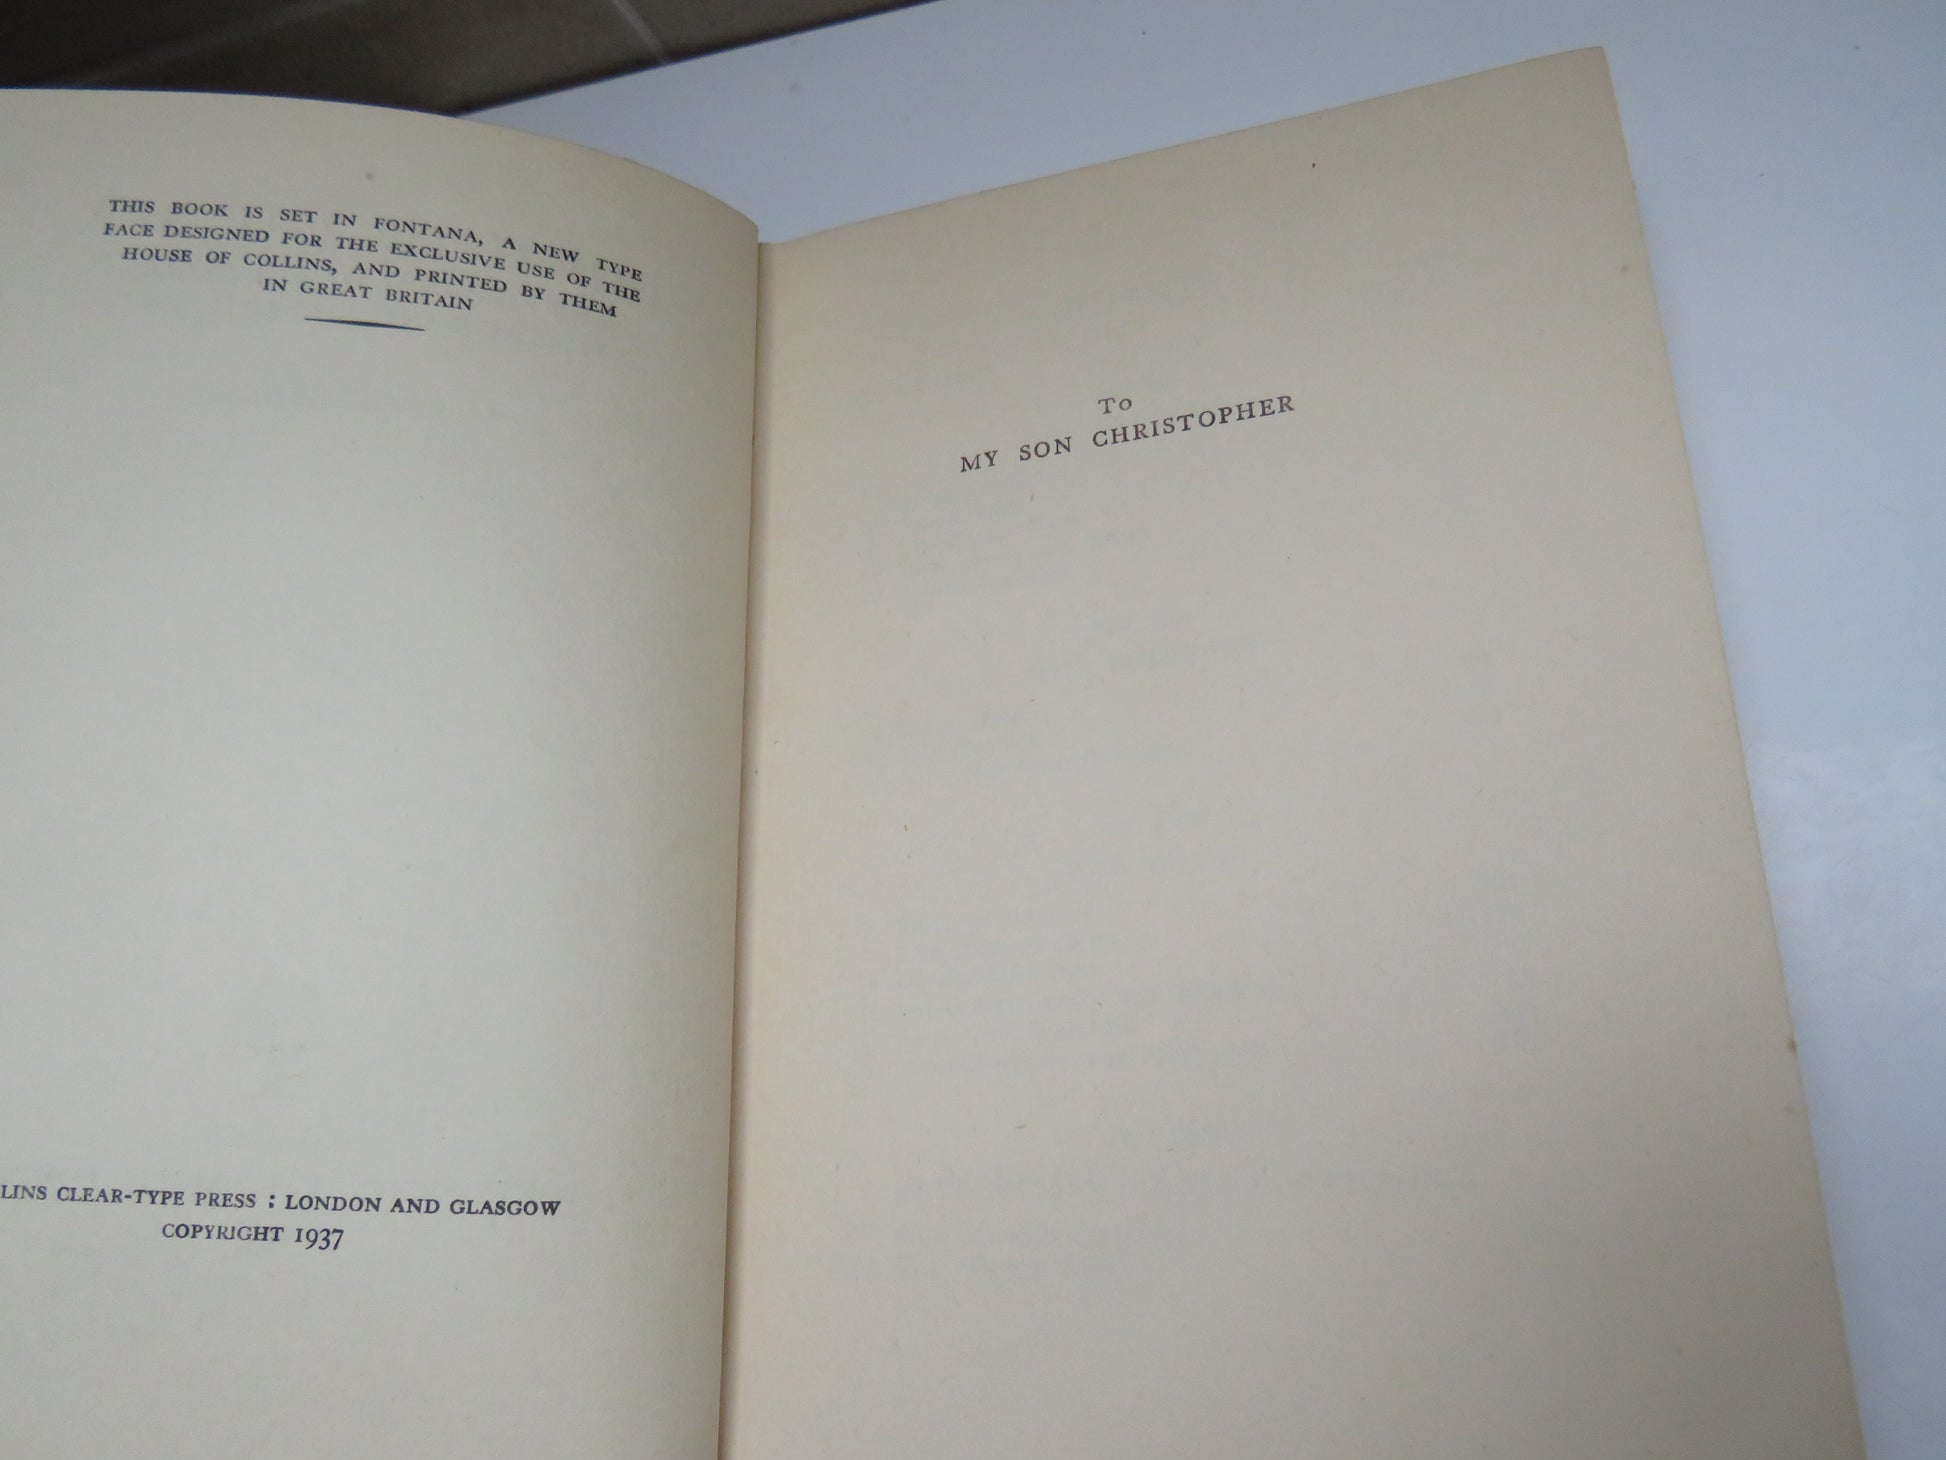 THIS BOOK IS SET IN FONTANA, A NEW TYPE
FACE DESIGNED FOR THE EXCLUSIVE USE OF THE
HOUSE OF COLLINS, AND PRINTED BY THEM
IN GREAT BRITAIN
LINS CLEAR-TYPE PRESS : LONDON AND GLASGOW
COPYRIGHT 1937
To
MY SON CHRISTOPHER